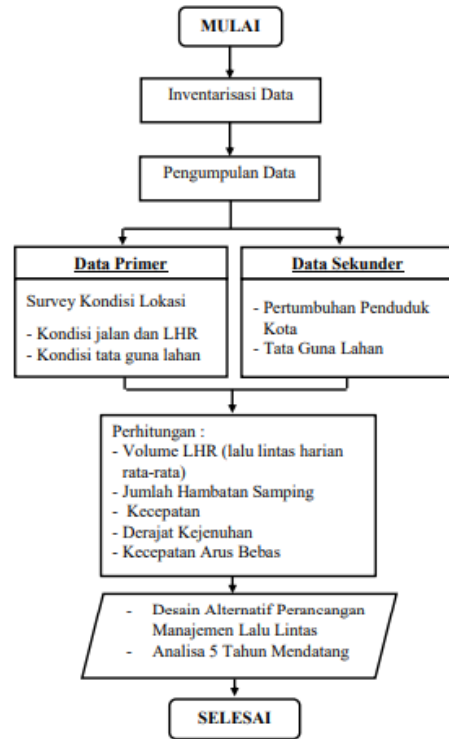 MULAI
Inventarisasi Data
Pengumpulan Data
Data Primer
Survey Kondisi Lokasi
- Kondisi jalan dan LHR
- Kondisi tata guna lahan
Data Sekunder
- Pertumbuhan Penduduk
Kota
- Tata Guna Lahan
Perhitungan :
- Volume LHR (lalu lintas harian
rata-rata)
- Jumlah Hambatan Samping
- Kecepatan
- Derajat Kejenuhan
- Kecepatan Arus Bebas
- Desain Alternatif Perancangan
Manajemen Lalu Lintas
- Analisa 5 Tahun Mendatang
SELESAI